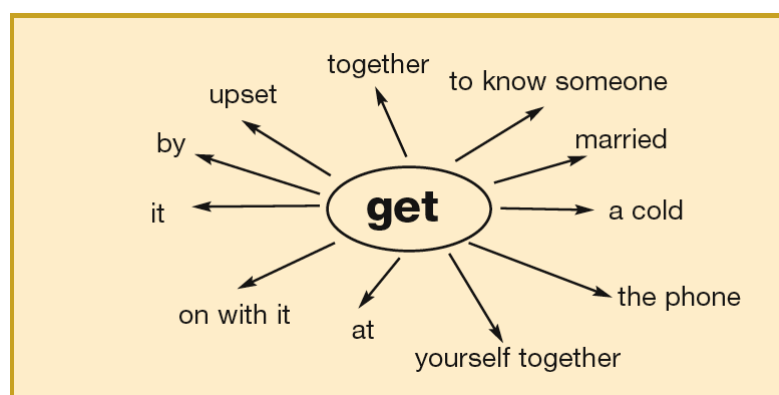 together
to know someone
upset
married
by
get
it
a cold
the phone
on with it
at
yourself together